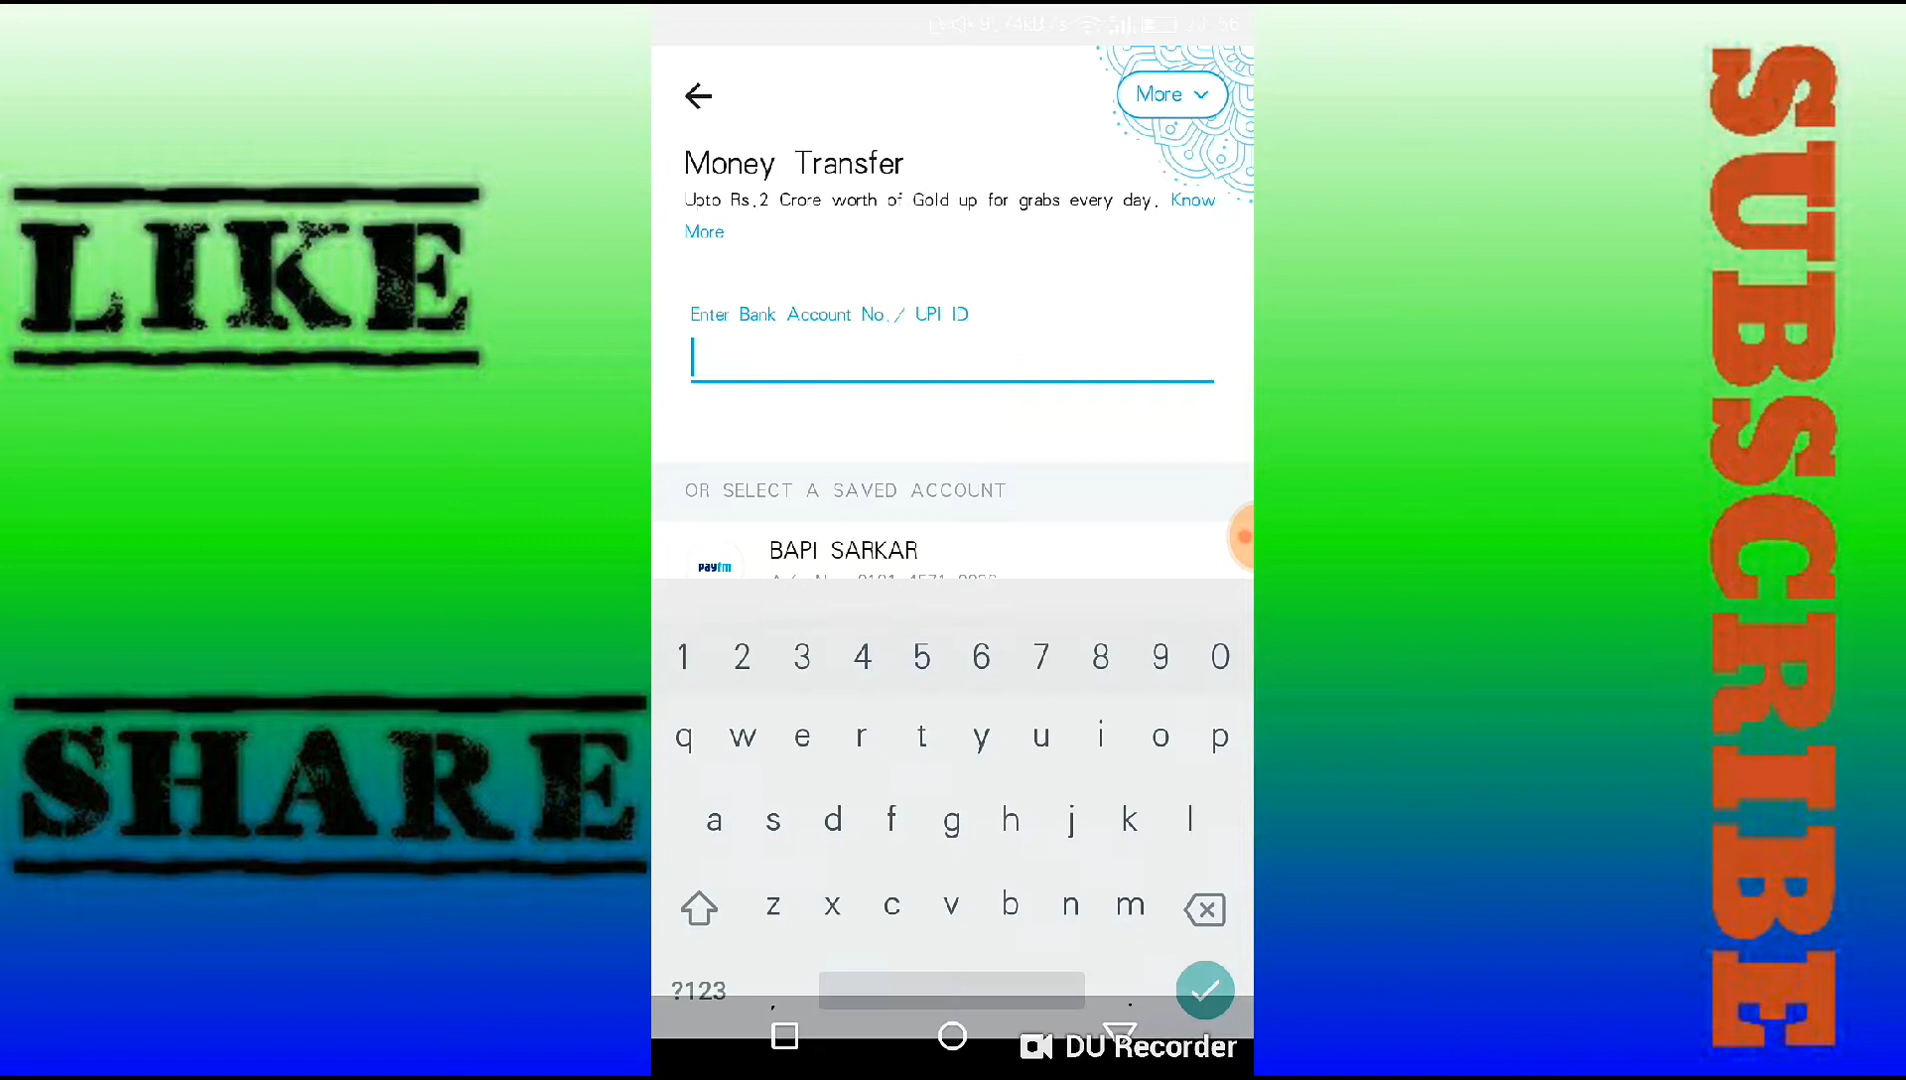 More
Money Transfer
Upto Rs.2 Crore worth of Gold up for grabs every day. Know
More
Enter Bank Account No./ UPI ID
OR SELECT A SAVED ACCOUNT
BAPI SARKAR
paytm
1 2 3 4 5 6 7 8 9 0
q w e r t y u i o p
a s d f g h j k l
z x c v b n m
?123 , .
DU Recorder
LIKE
SHARE
SUBSCRIBE